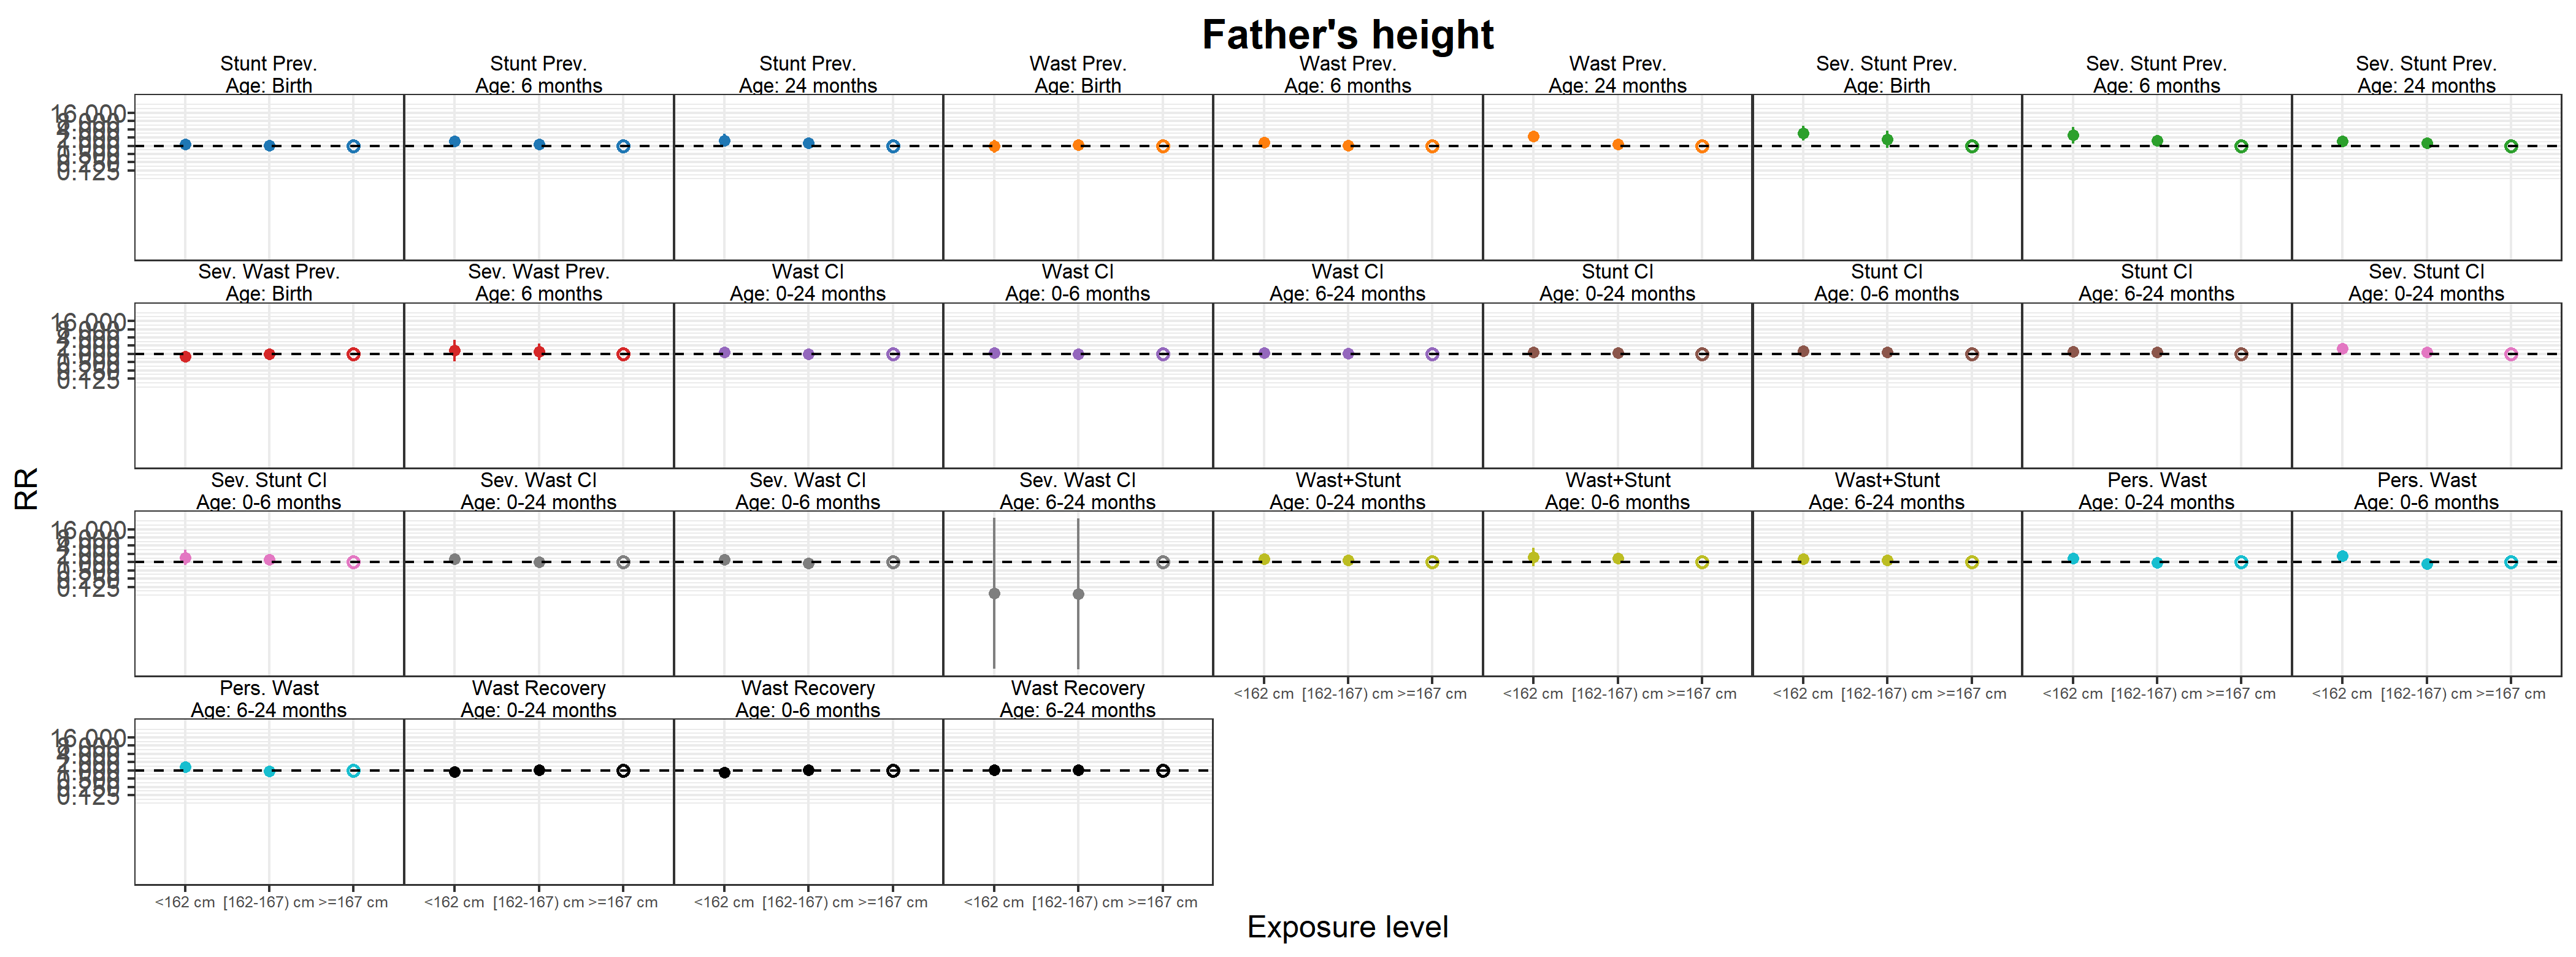 Father's height
Stunt Prev. Stunt Prev. Stunt Prev. Wast Prev. Wast Prev. Wast Prev. Sev. Stunt Prev. Sev. Stunt Prev. Sev. Stunt Prev.
Age: Birth Age: 6 months Age: 24 months Age: Birth Age: 6 months Age: 24 months Age: Birth Age: 6 months Age: 24 months
16.000
0.125
Sev. Wast Prev. Sev. Wast Prev. Wast CI Wast CI Wast CI Stunt CI Stunt CI Stunt CI Sev. Stunt CI
Age: Birth Age: 6 months Age: 0-24 months Age: 0-6 months Age: 6-24 months Age: 0-24 months Age: 0-6 months Age: 6-24 months Age: 0-24 months
16.000
0.125
RR
Sev. Stunt CI Sev. Wast CI Sev. Wast CI Sev. Wast CI Wast+Stunt Wast+Stunt Wast+Stunt Pers. Wast Pers. Wast
Age: 0-6 months Age: 0-24 months Age: 0-6 months Age: 6-24 months Age: 0-24 months Age: 0-6 months Age: 6-24 months Age: 0-24 months Age: 0-6 months
16.000
0.125
<162 cm [162-167) cm >=167 cm <162 cm [162-167) cm >=167 cm <162 cm [162-167) cm >=167 cm <162 cm [162-167) cm >=167 cm <162 cm [162-167) cm >=167 cm
Pers. Wast Wast Recovery Wast Recovery Wast Recovery
Age: 6-24 months Age: 0-24 months Age: 0-6 months Age: 6-24 months
16.000
0.125
<162 cm [162-167) cm >=167 cm <162 cm [162-167) cm >=167 cm <162 cm [162-167) cm >=167 cm <162 cm [162-167) cm >=167 cm
Exposure level